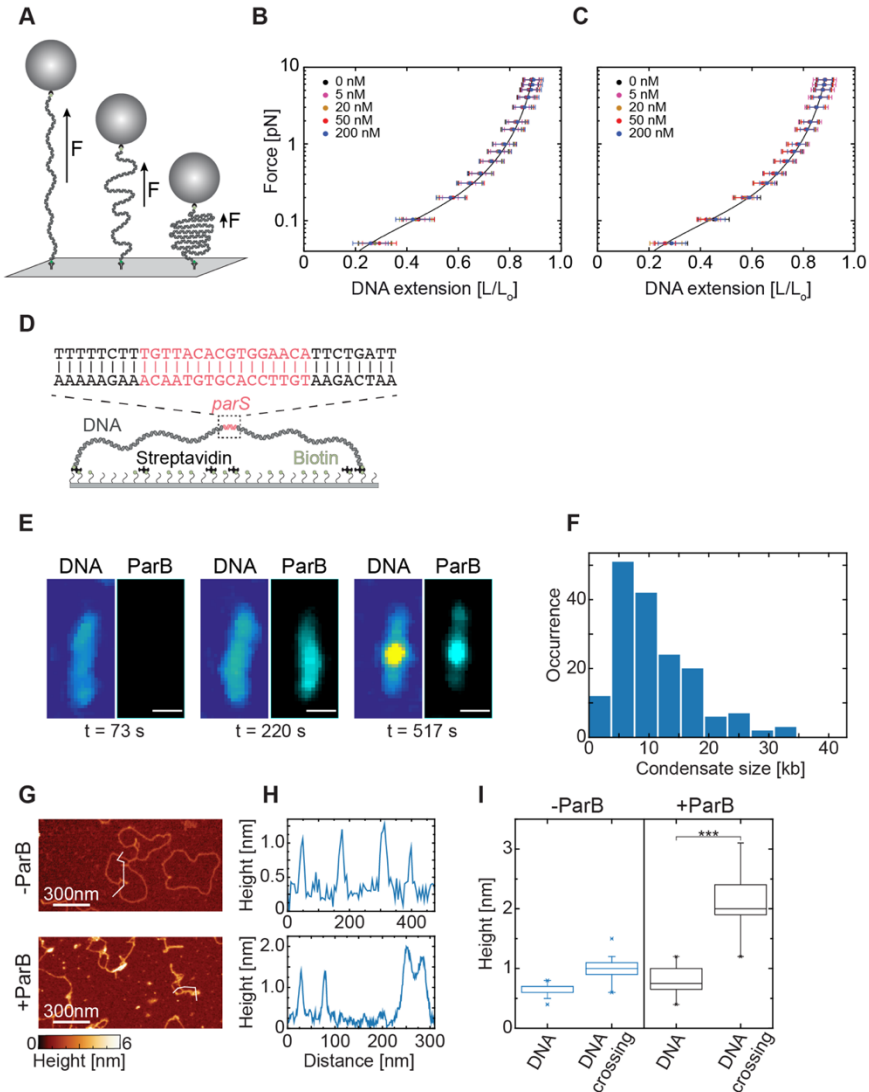 A
F
F
F
B
0 nM
5 nM
20 nM
50 nM
200 nM
Force [pN]
10
1
0.1
0 0.2 0.4 0.6 0.8 1.0
DNA extension [L/Lo]
C
0 nM
5 nM
20 nM
50 nM
200 nM
0 0.2 0.4 0.6 0.8 1.0
DNA extension [L/Lo]
D
TTTTTCTTTGTTACACGTGGAACATTCTGATT
AAAAAGAAACAATGTGCACCTTGTAAGACTAA
parS
DNA
Streptavidin
Biotin
E
DNA ParB
t = 73 s
DNA ParB
t = 220 s
DNA ParB
t = 517 s
F
Occurrence
40
20
0
0 10 20 30 40
Condensate size [kb]
G
-ParB
300nm
+ParB
300nm
0 6
Height [nm]
H
Height [nm]
1.0
0.5
0
0 200 400
Height [nm]
2.0
1.0
0
0 100 200 300
Distance [nm]
I
-ParB +ParB
***
Height [nm]
3
2
1
0
DNA
DNA crossing
DNA
DNA crossing